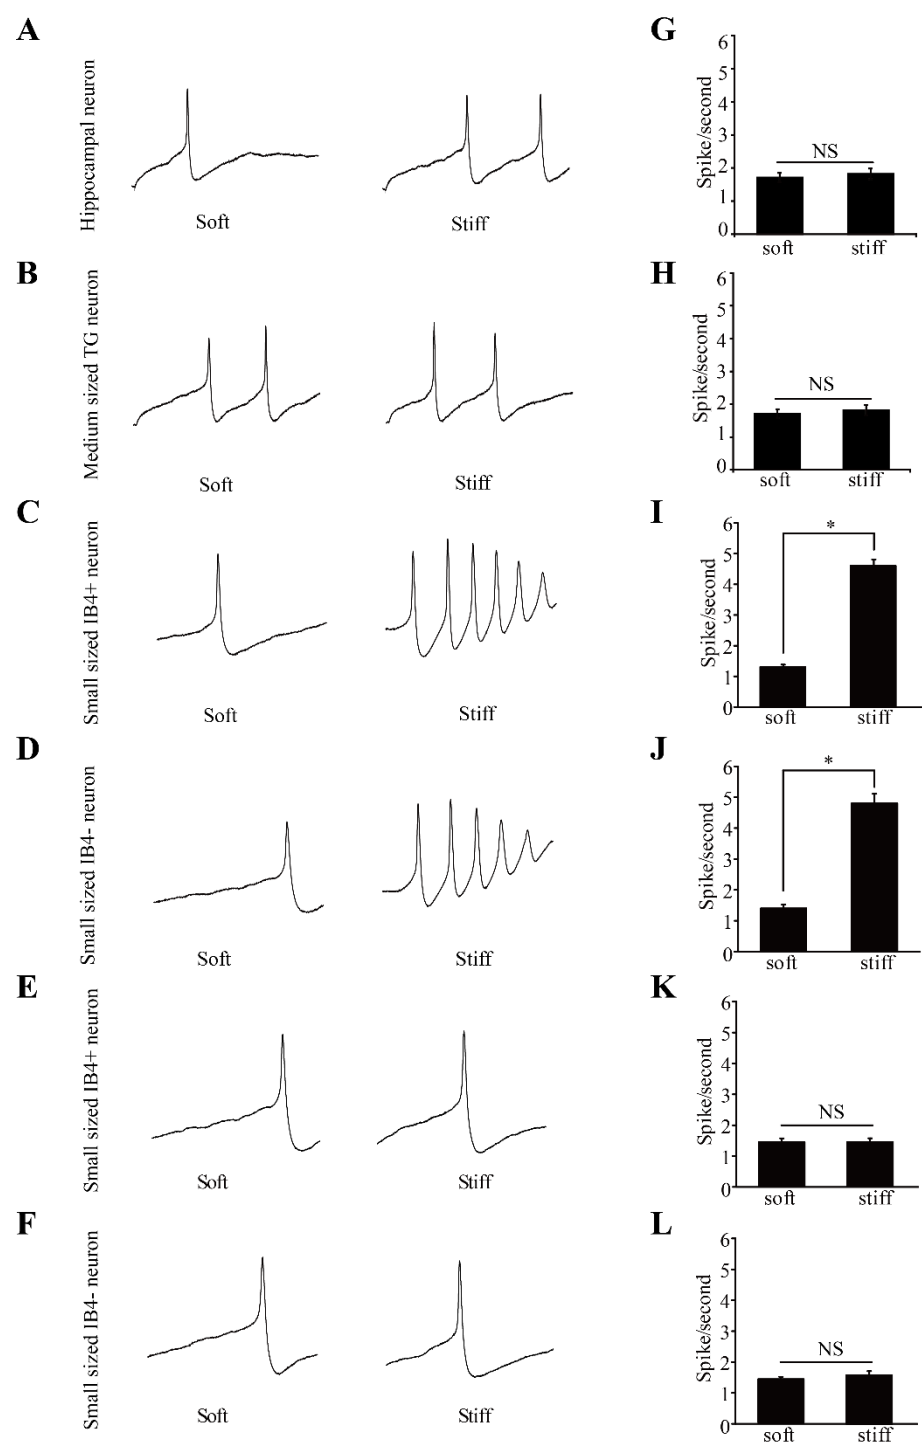 A
Hippocampal neuron
Soft
Stiff
G
Spike/second
6
5
4
3
2
1
0
NS
soft
stiff
B
Medium sized TG neuron
Soft
Stiff
H
Spike/second
6
5
4
3
2
1
0
NS
soft
stiff
C
Small sized IB4+ neuron
Soft
Stiff
I
Spike/second
6
5
4
3
2
1
0
*
soft
stiff
D
Small sized IB4- neuron
Soft
Stiff
J
Spike/second
6
5
4
3
2
1
0
*
soft
stiff
E
Small sized IB4+ neuron
Soft
Stiff
K
Spike/second
6
5
4
3
2
1
0
NS
soft
stiff
F
Small sized IB4- neuron
Soft
Stiff
L
Spike/second
6
5
4
3
2
1
0
NS
soft
stiff